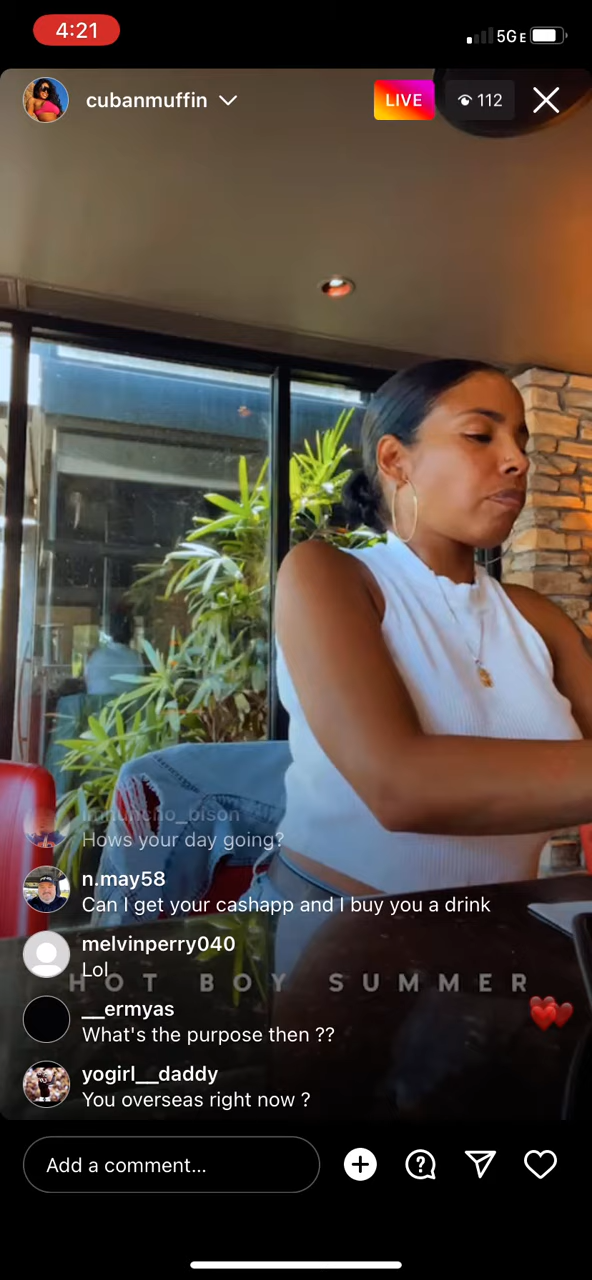 4:21
5GE
cubanmuffin
LIVE
112
Hows your day going?
n.may58
Can I get your cashapp and I buy you a drink
melvinperry040
Lol
HOT BOY SUMMER
__ermyas
What's the purpose then ??
yogirl__daddy
You overseas right now ?
Add a comment...